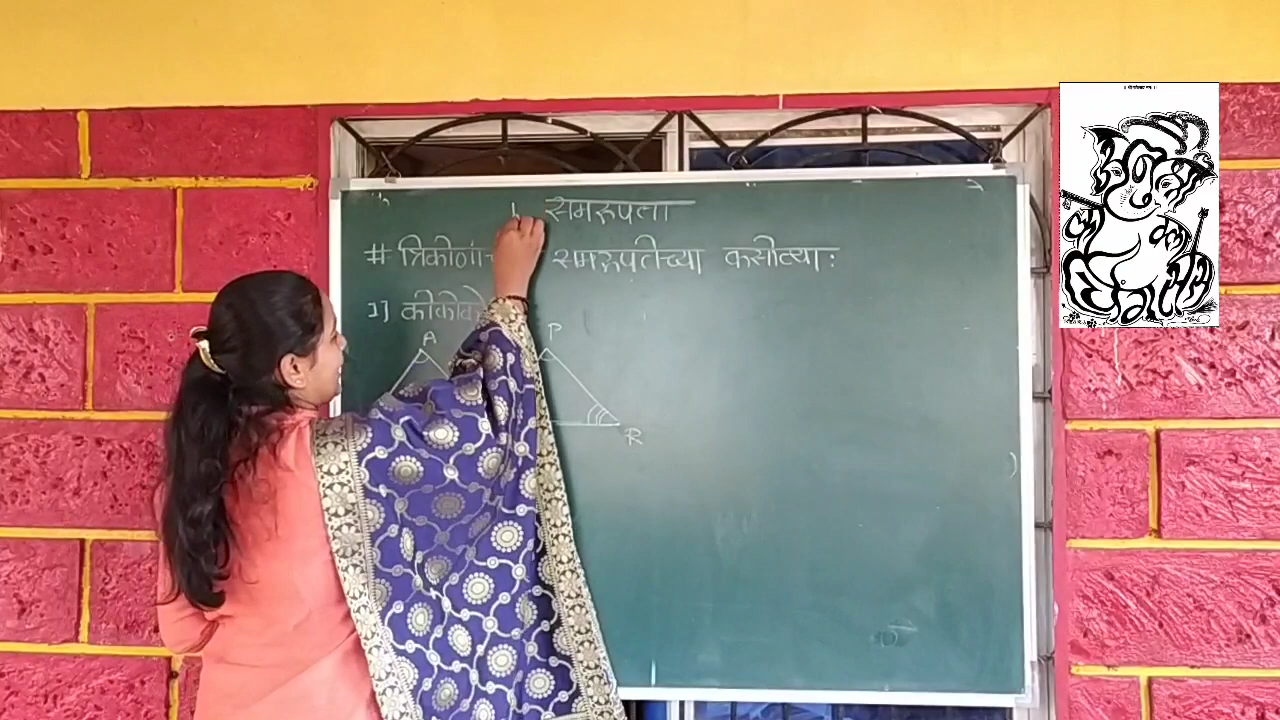 समरुपता
# त्रिकोणांच समरुपतेच्या कसोट्या:
1] कोकोको
A P
R